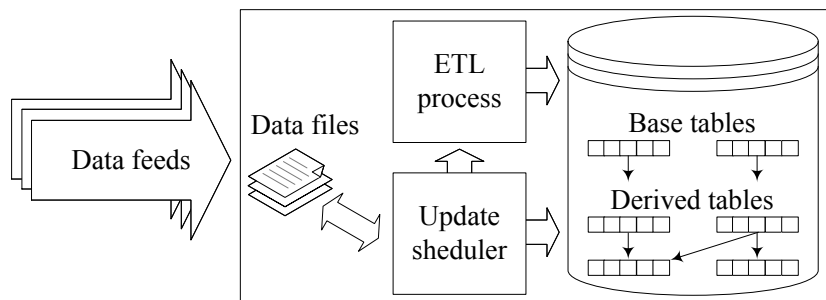 Data feeds
Data files
ETL
process
Update
sheduler
Base tables
Derived tables